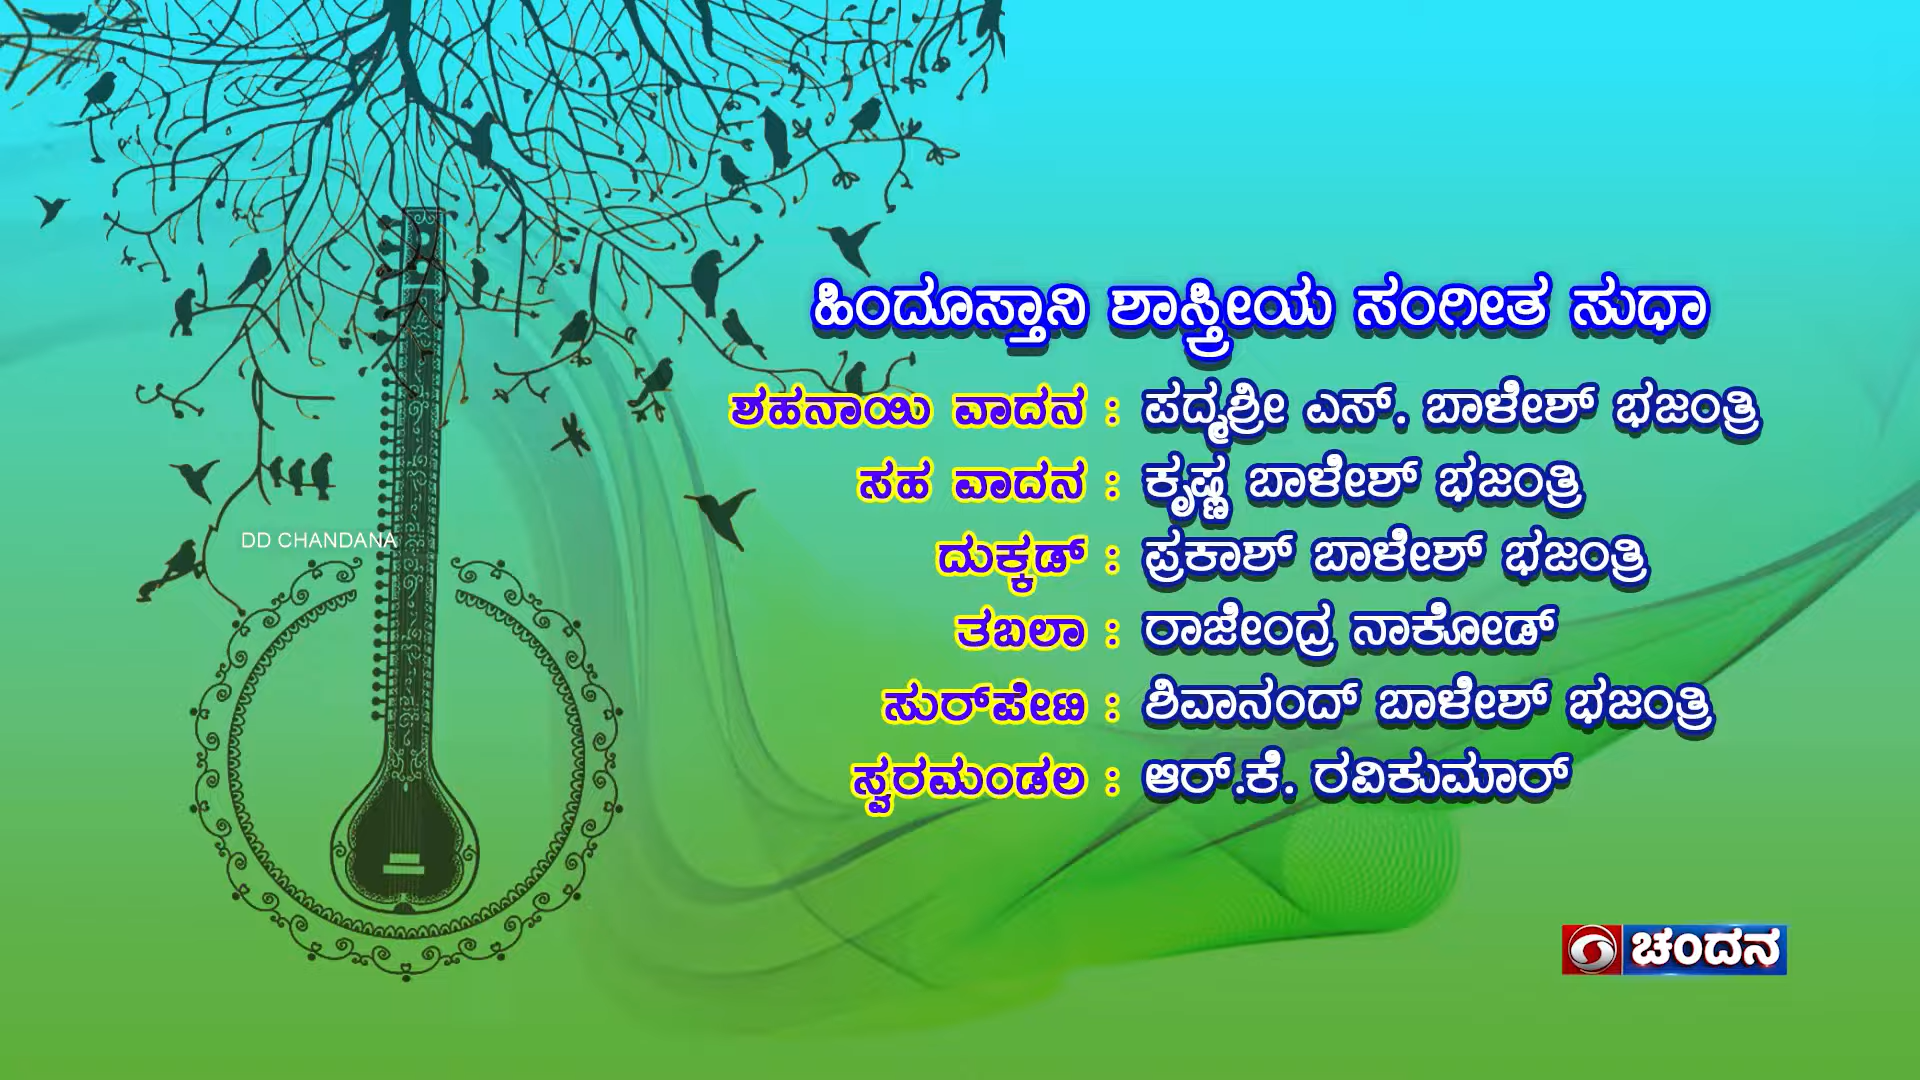 ಹಿಂದೂಸ್ತಾನಿ ಶಾಸ್ತ್ರೀಯ ಸಂಗೀತ ಸುಧಾ
ಶಹನಾಯಿ ವಾದನ : ಪದ್ಮಶ್ರೀ ಎಸ್. ಬಾಳೇಶ್ ಭಜಂತ್ರಿ
ಸಹ ವಾದನ : ಕೃಷ್ಣ ಬಾಳೇಶ್ ಭಜಂತ್ರಿ
ದುಕ್ಕಡ್ : ಪ್ರಕಾಶ್ ಬಾಳೇಶ್ ಭಜಂತ್ರಿ
DD CHANDANA
ತಬಲಾ : ರಾಜೇಂದ್ರ ನಾಕೋಡ್
ಸುರ್‌ಪೇಟಿ : ಶಿವಾನಂದ್ ಬಾಳೇಶ್ ಭಜಂತ್ರಿ
ಸ್ವರಮಂಡಲ : ಆರ್.ಕೆ. ರವಿಕುಮಾರ್
ಚಂದನ